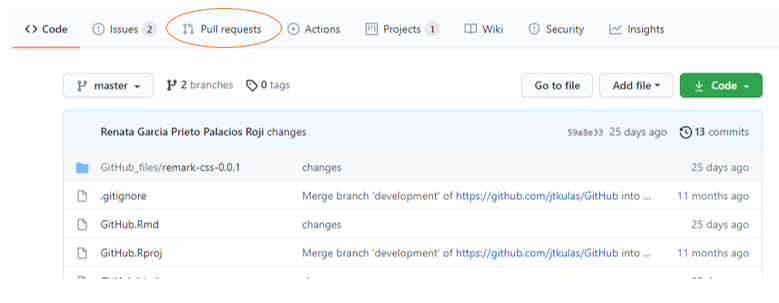 <> Code Issues 2 Pull requests Actions Projects 1 Wiki Security Insights
master 2 branches 0 tags Go to file Add file Code
Renata Garcia Prieto Palacios Roji changes 59a8e33 25 days ago 13 commits
GitHub_files/remark-css-0.0.1 changes 25 days ago
.gitignore Merge branch 'development' of https://github.com/jtkulas/GitHub into ... 11 months ago
GitHub.Rmd changes 25 days ago
GitHub.Rproj Merge branch 'development' of https://github.com/jtkulas/GitHub into ... 11 months ago